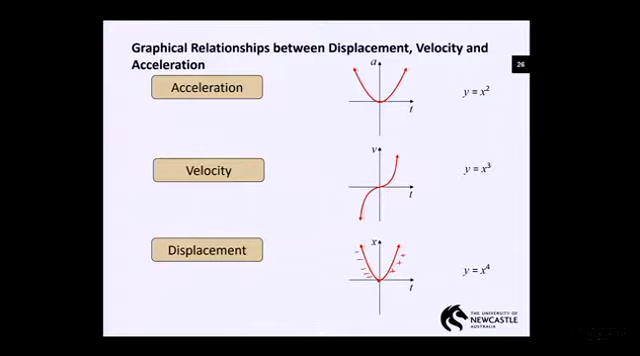 Graphical Relationships between Displacement, Velocity and
Acceleration
26
Acceleration
a
t
y = x²
Velocity
v
t
y = x³
Displacement
x
t
y = x⁴
THE UNIVERSITY OF
NEWCASTLE
AUSTRALIA